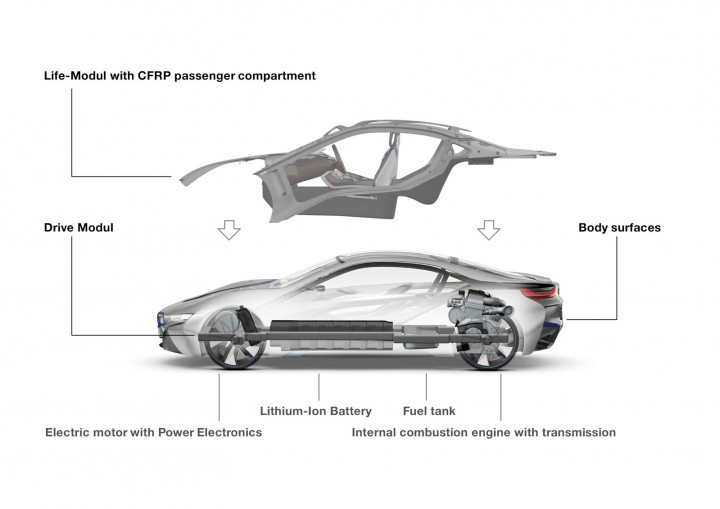 Life-Modul with CFRP passenger compartment
Drive Modul
Body surfaces
Lithium-Ion Battery
Fuel tank
Electric motor with Power Electronics
Internal combustion engine with transmission